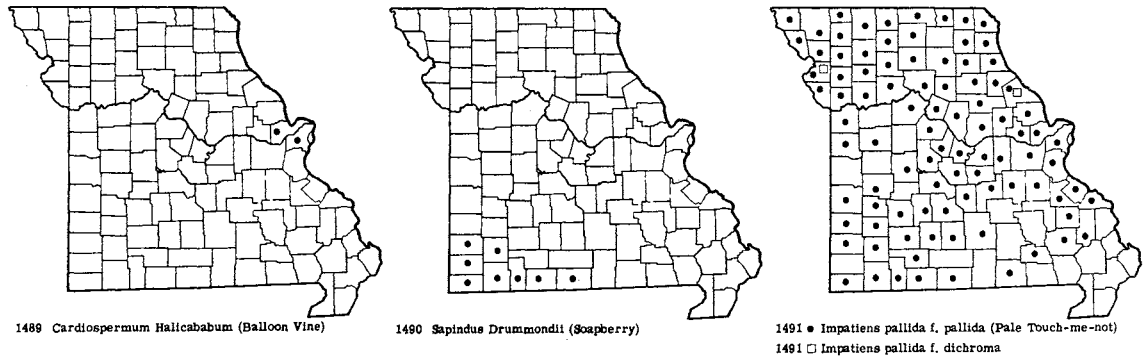 1489 Cardiospermum Halicababum (Balloon Vine)
1490 Sapindus Drummondii (Soapberry)
1491 ● Impatiens pallida f. pallida (Pale Touch-me-not)
1491 □ Impatiens pallida f. dichroma